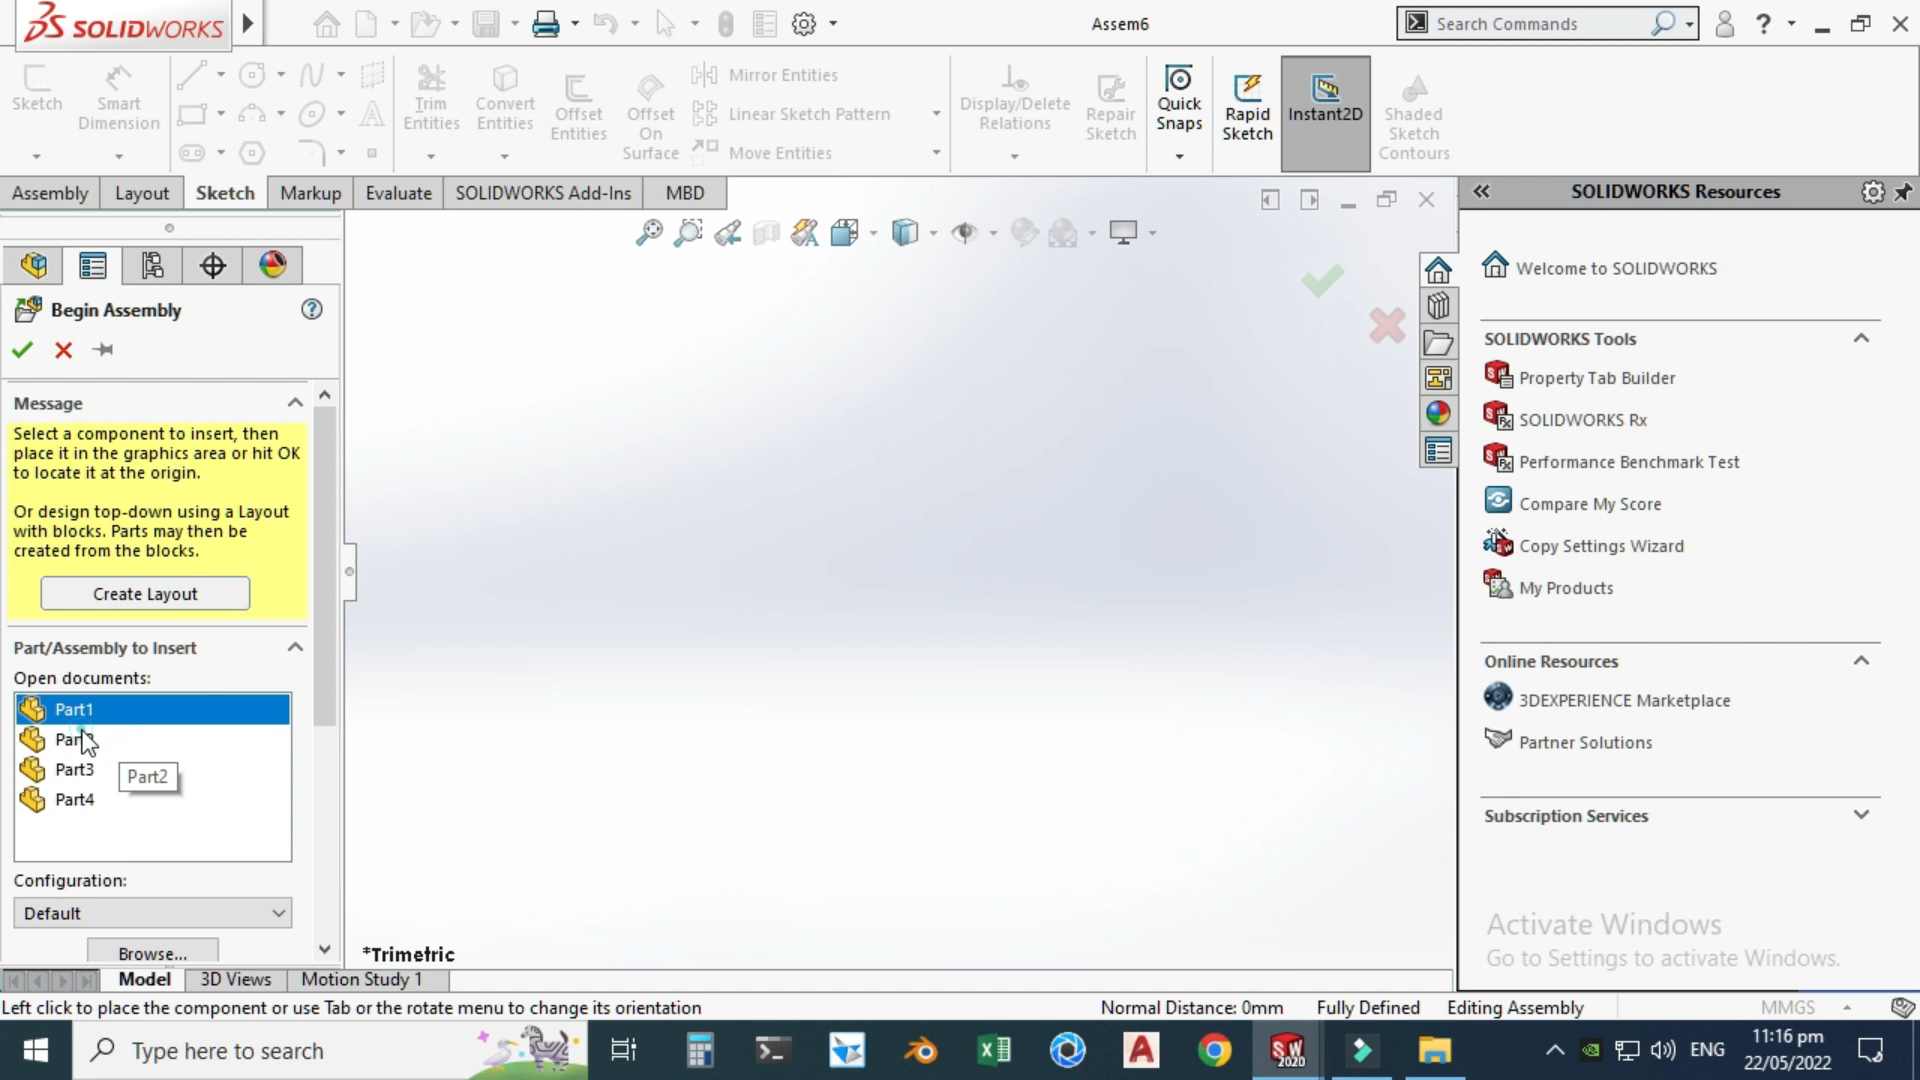 SOLIDWORKS
Assem6
Search Commands
Sketch
Smart Dimension
Trim Entities
Convert Entities
Offset Entities
Offset On Surface
Mirror Entities
Linear Sketch Pattern
Move Entities
Display/Delete Relations
Repair Sketch
Quick Snaps
Rapid Sketch
Instant2D
Shaded Sketch Contours
Assembly
Layout
Sketch
Markup
Evaluate
SOLIDWORKS Add-Ins
MBD
SOLIDWORKS Resources
Begin Assembly
Message
Select a component to insert, then
place it in the graphics area or hit OK
to locate it at the origin.
Or design top-down using a Layout
with blocks. Parts may then be
created from the blocks.
Create Layout
Part/Assembly to Insert
Open documents:
Part1
Part3
Part2
Part4
Configuration:
Default
Browse...
*Trimetric
Welcome to SOLIDWORKS
SOLIDWORKS Tools
Property Tab Builder
SOLIDWORKS Rx
Performance Benchmark Test
Compare My Score
Copy Settings Wizard
My Products
Online Resources
3DEXPERIENCE Marketplace
Partner Solutions
Subscription Services
Activate Windows
Go to Settings to activate Windows.
Model
3D Views
Motion Study 1
Left click to place the component or use Tab or the rotate menu to change its orientation
Normal Distance: 0mm
Fully Defined
Editing Assembly
MMGS
Type here to search
SW 2020
ENG
11:16 pm
22/05/2022